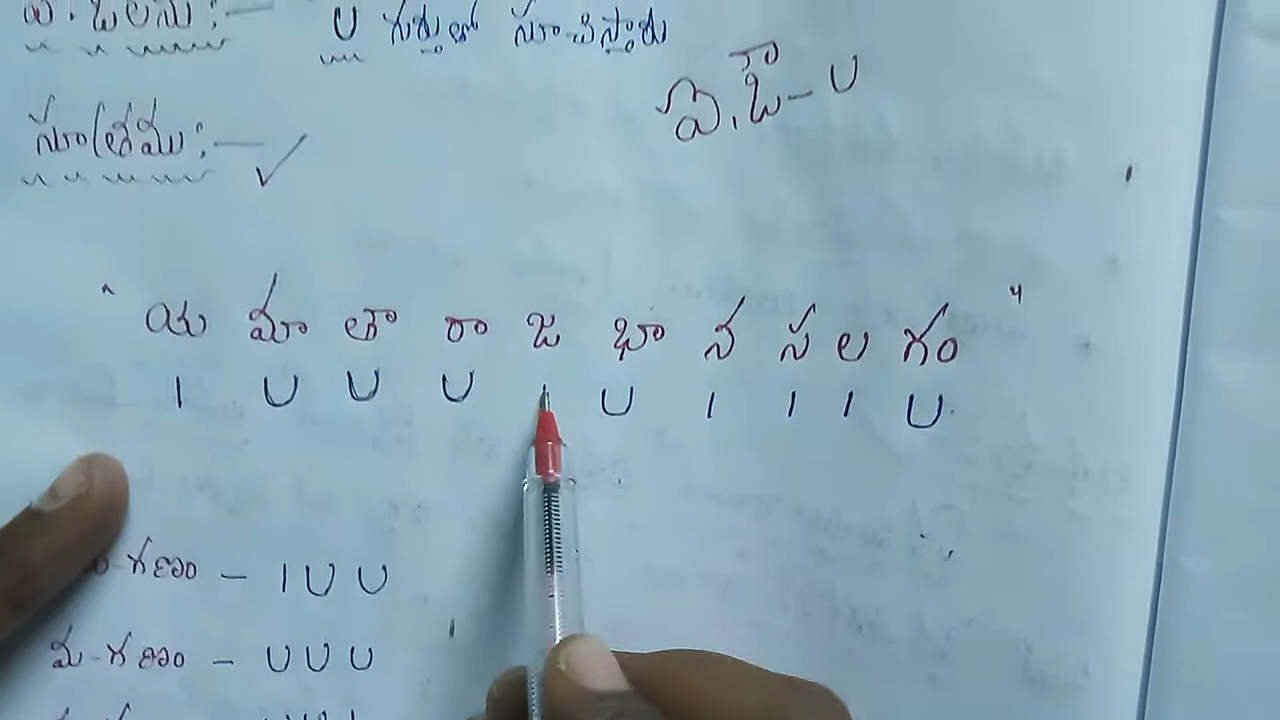 U గుర్తుతో సూచిస్తారు
సూత్రము :-
" య మా తా రా జ భా న స ల గం "
I U U U I U I I I U
గణం - I U U
మ-గణం - U U U